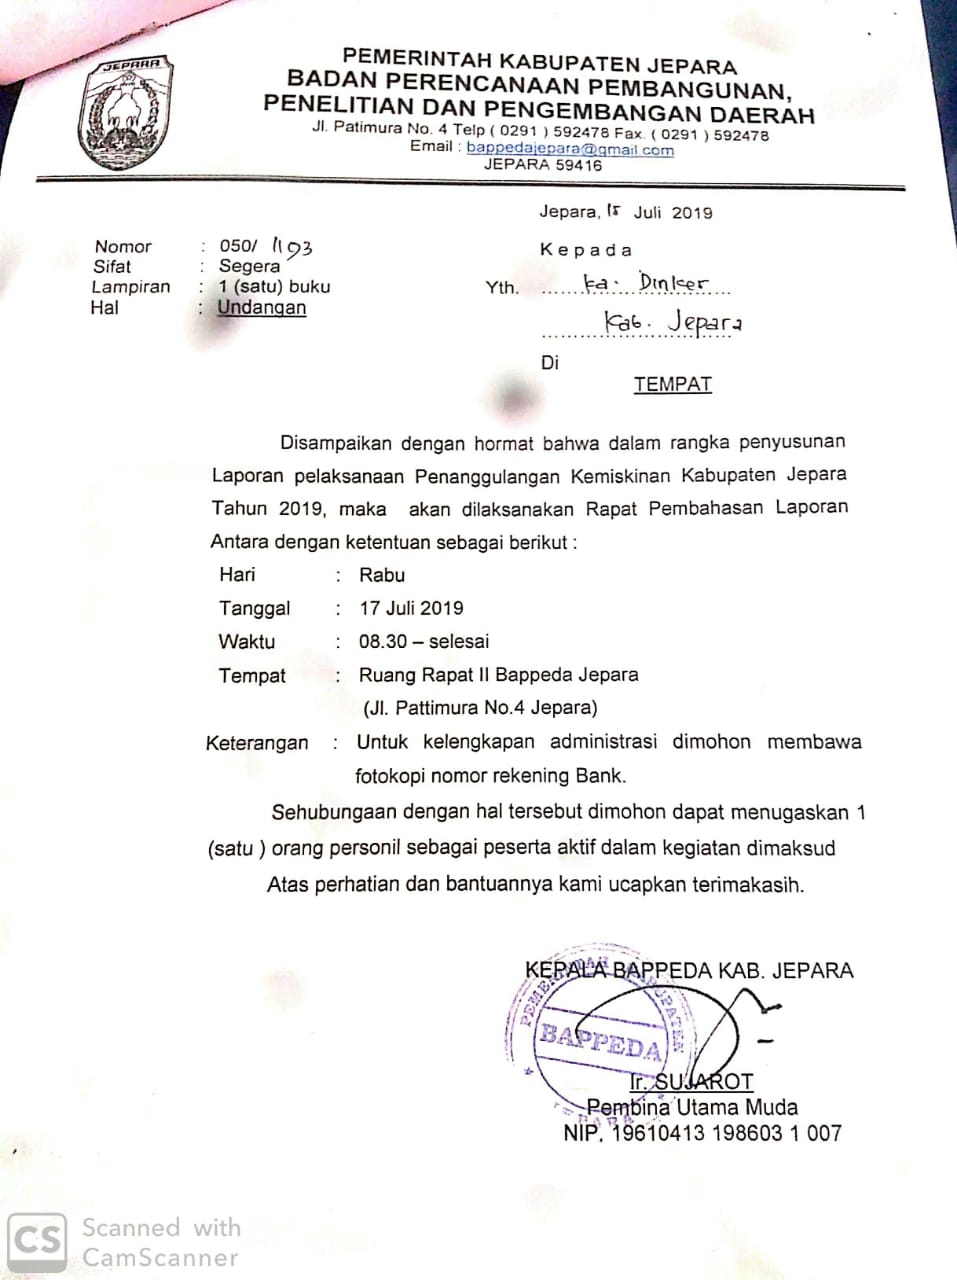 JEPARA
PEMERINTAH KABUPATEN JEPARA
BADAN PERENCANAAN PEMBANGUNAN,
PENELITIAN DAN PENGEMBANGAN DAERAH
Jl. Patimura No. 4 Telp ( 0291 ) 592478 Fax. ( 0291 ) 592478
Email : bappedajepara@gmail.com
JEPARA 59416
Jepara, 15 Juli 2019
Nomor : 050/ 1193
Sifat : Segera
Lampiran : 1 (satu) buku
Hal : Undangan
Kepada
Yth. Ka. Dinker
Kab. Jepara
Di
TEMPAT
Disampaikan dengan hormat bahwa dalam rangka penyusunan
Laporan pelaksanaan Penanggulangan Kemiskinan Kabupaten Jepara
Tahun 2019, maka akan dilaksanakan Rapat Pembahasan Laporan
Antara dengan ketentuan sebagai berikut :
Hari : Rabu
Tanggal : 17 Juli 2019
Waktu : 08.30 – selesai
Tempat : Ruang Rapat II Bappeda Jepara
(Jl. Pattimura No.4 Jepara)
Keterangan : Untuk kelengkapan administrasi dimohon membawa
fotokopi nomor rekening Bank.
Sehubungaan dengan hal tersebut dimohon dapat menugaskan 1
(satu ) orang personil sebagai peserta aktif dalam kegiatan dimaksud
Atas perhatian dan bantuannya kami ucapkan terimakasih.
KEPALA BAPPEDA KAB. JEPARA
PEMERINTAH KABUPATEN
BAPPEDA
JEPARA
Ir. SUJAROT
Pembina Utama Muda
NIP. 19610413 198603 1 007
CS Scanned with
CamScanner